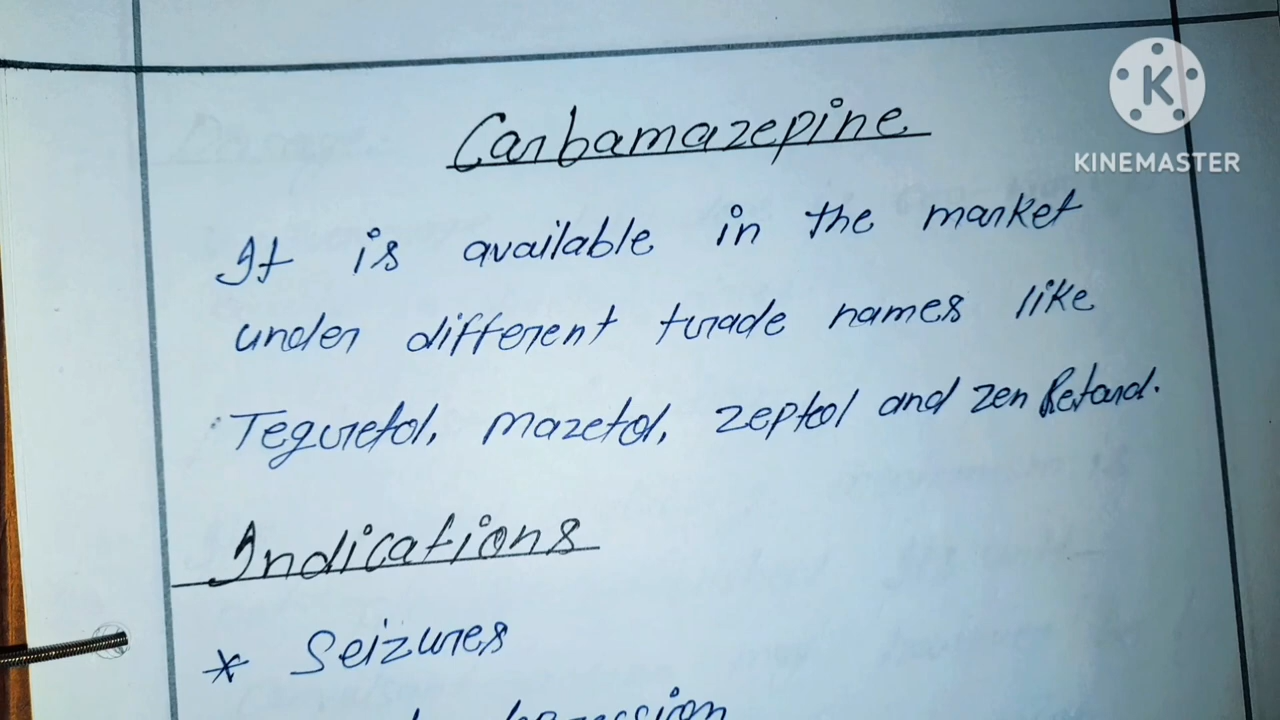 Carbamazepine
It is available in the market
under different trade names like
Tegretol, Mazetol, Zeptol and Zen Retard.
Indications
* Seizures
K
KINEMASTER